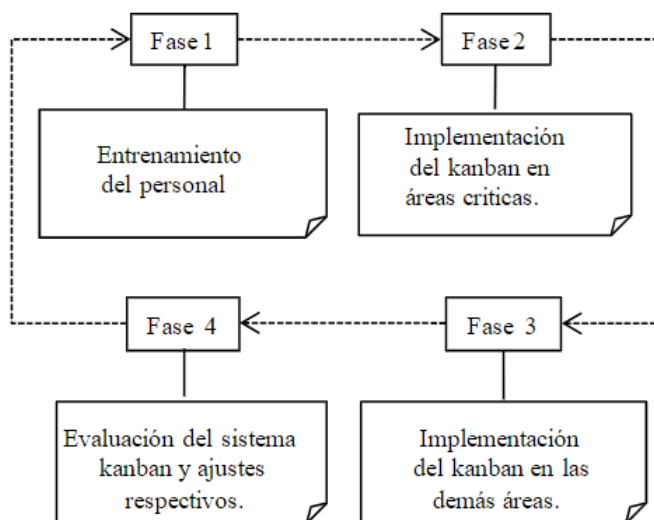 Fase 1
Fase 2
Entrenamiento
del personal
Implementación
del kanban en
áreas criticas.
Fase 4
Fase 3
Evaluación del sistema
kanban y ajustes
respectivos.
Implementación
del kanban en las
demás áreas.